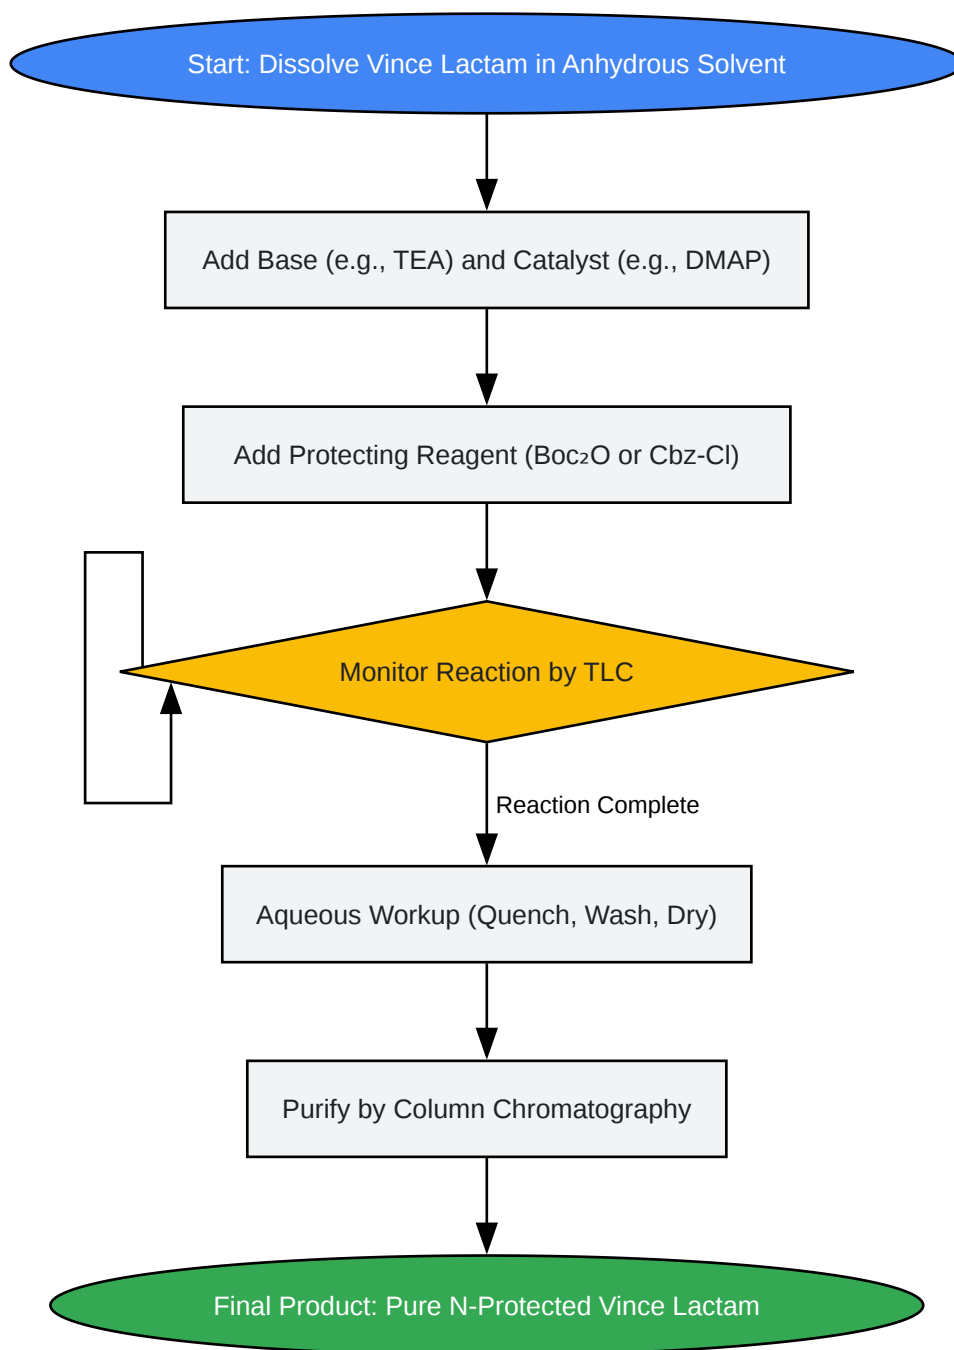 Start: Dissolve Vince Lactam in Anhydrous Solvent
Add Base (e.g., TEA) and Catalyst (e.g., DMAP)
Add Protecting Reagent (Boc₂O or Cbz-Cl)
Monitor Reaction by TLC
Reaction Complete
Aqueous Workup (Quench, Wash, Dry)
Purify by Column Chromatography
Final Product: Pure N-Protected Vince Lactam